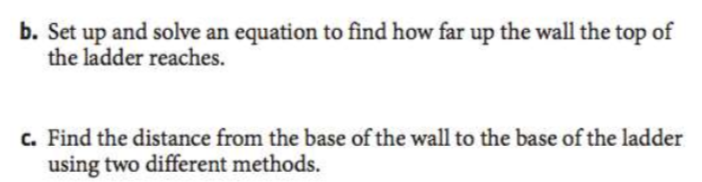 b. Set up and solve an equation to find how far up the wall the top of
the ladder reaches.
c. Find the distance from the base of the wall to the base of the ladder
using two different methods.